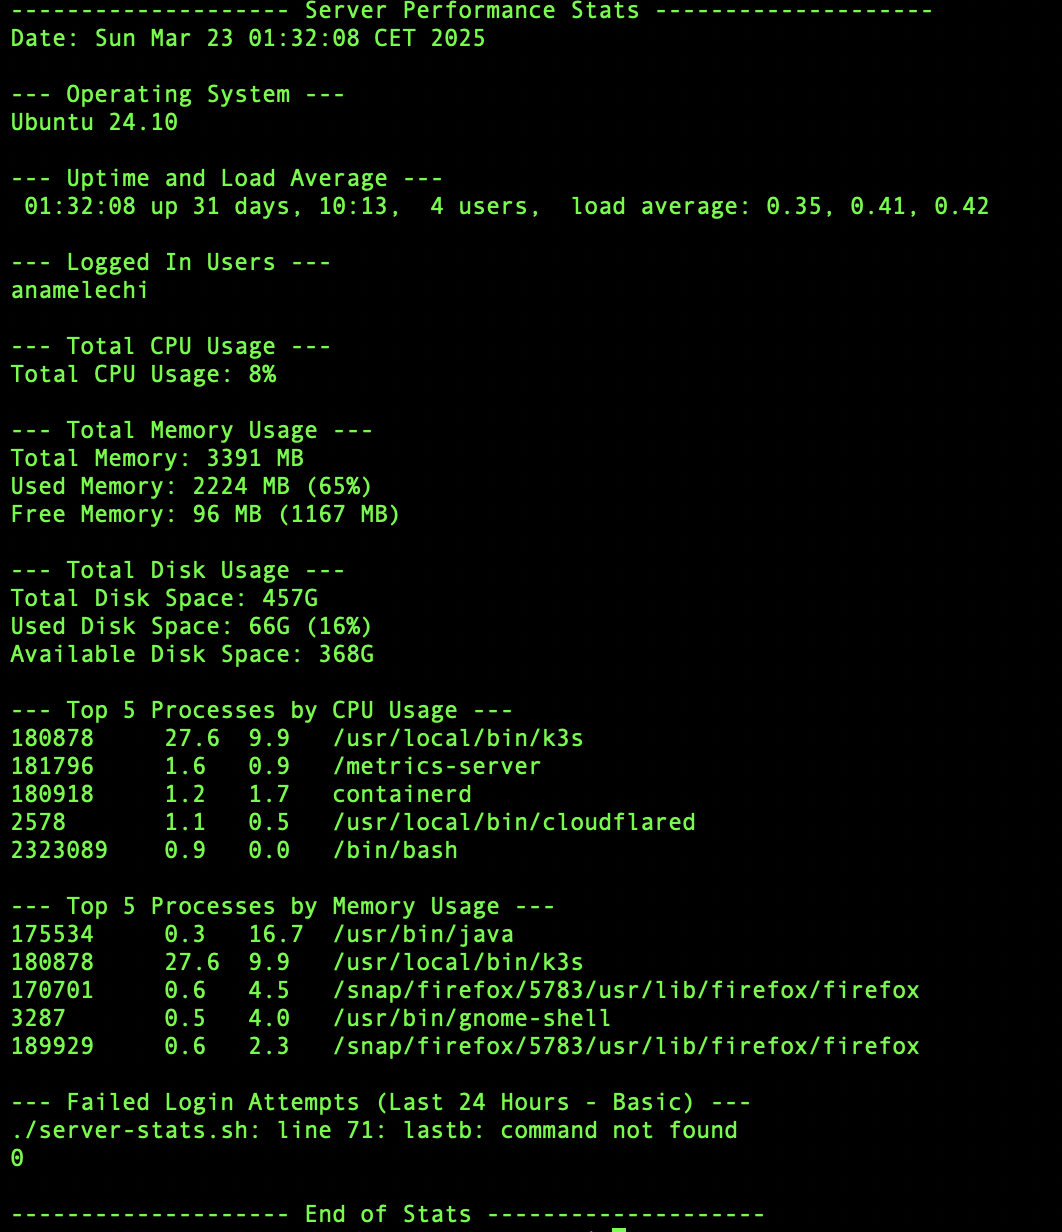 -------------------- Server Performance Stats --------------------
Date: Sun Mar 23 01:32:08 CET 2025
--- Operating System ---
Ubuntu 24.10
--- Uptime and Load Average ---
 01:32:08 up 31 days, 10:13,  4 users,  load average: 0.35, 0.41, 0.42
--- Logged In Users ---
anamelechi
--- Total CPU Usage ---
Total CPU Usage: 8%
--- Total Memory Usage ---
Total Memory: 3391 MB
Used Memory: 2224 MB (65%)
Free Memory: 96 MB (1167 MB)
--- Total Disk Usage ---
Total Disk Space: 457G
Used Disk Space: 66G (16%)
Available Disk Space: 368G
--- Top 5 Processes by CPU Usage ---
180878     27.6  9.9   /usr/local/bin/k3s
181796     1.6   0.9   /metrics-server
180918     1.2   1.7   containerd
2578       1.1   0.5   /usr/local/bin/cloudflared
2323089    0.9   0.0   /bin/bash
--- Top 5 Processes by Memory Usage ---
175534     0.3   16.7  /usr/bin/java
180878     27.6  9.9   /usr/local/bin/k3s
170701     0.6   4.5   /snap/firefox/5783/usr/lib/firefox/firefox
3287       0.5   4.0   /usr/bin/gnome-shell
189929     0.6   2.3   /snap/firefox/5783/usr/lib/firefox/firefox
--- Failed Login Attempts (Last 24 Hours - Basic) ---
./server-stats.sh: line 71: lastb: command not found
0
-------------------- End of Stats --------------------